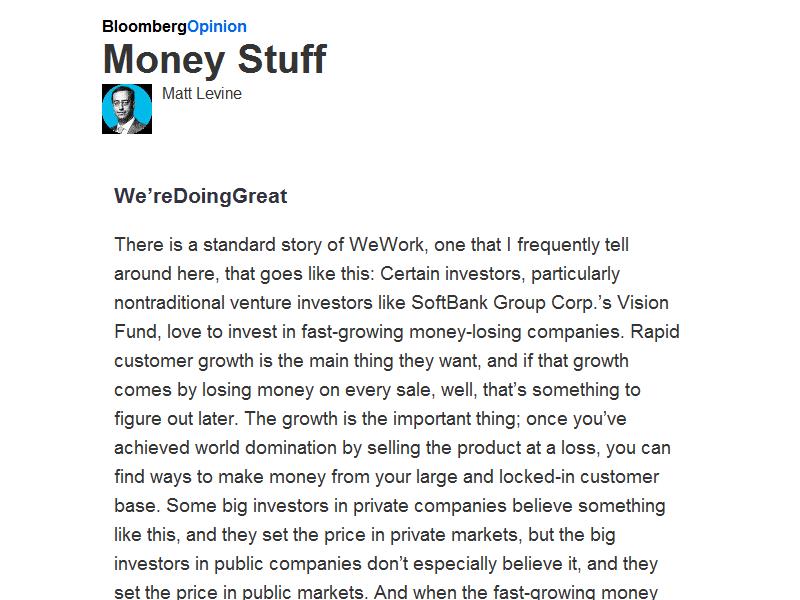 BloombergOpinion
Money Stuff
Matt Levine
We’reDoingGreat
There is a standard story of WeWork, one that I frequently tell
around here, that goes like this: Certain investors, particularly
nontraditional venture investors like SoftBank Group Corp.’s Vision
Fund, love to invest in fast-growing money-losing companies. Rapid
customer growth is the main thing they want, and if that growth
comes by losing money on every sale, well, that’s something to
figure out later. The growth is the important thing; once you’ve
achieved world domination by selling the product at a loss, you can
find ways to make money from your large and locked-in customer
base. Some big investors in private companies believe something
like this, and they set the price in private markets, but the big
investors in public companies don’t especially believe it, and they
set the price in public markets. And when the fast-growing money